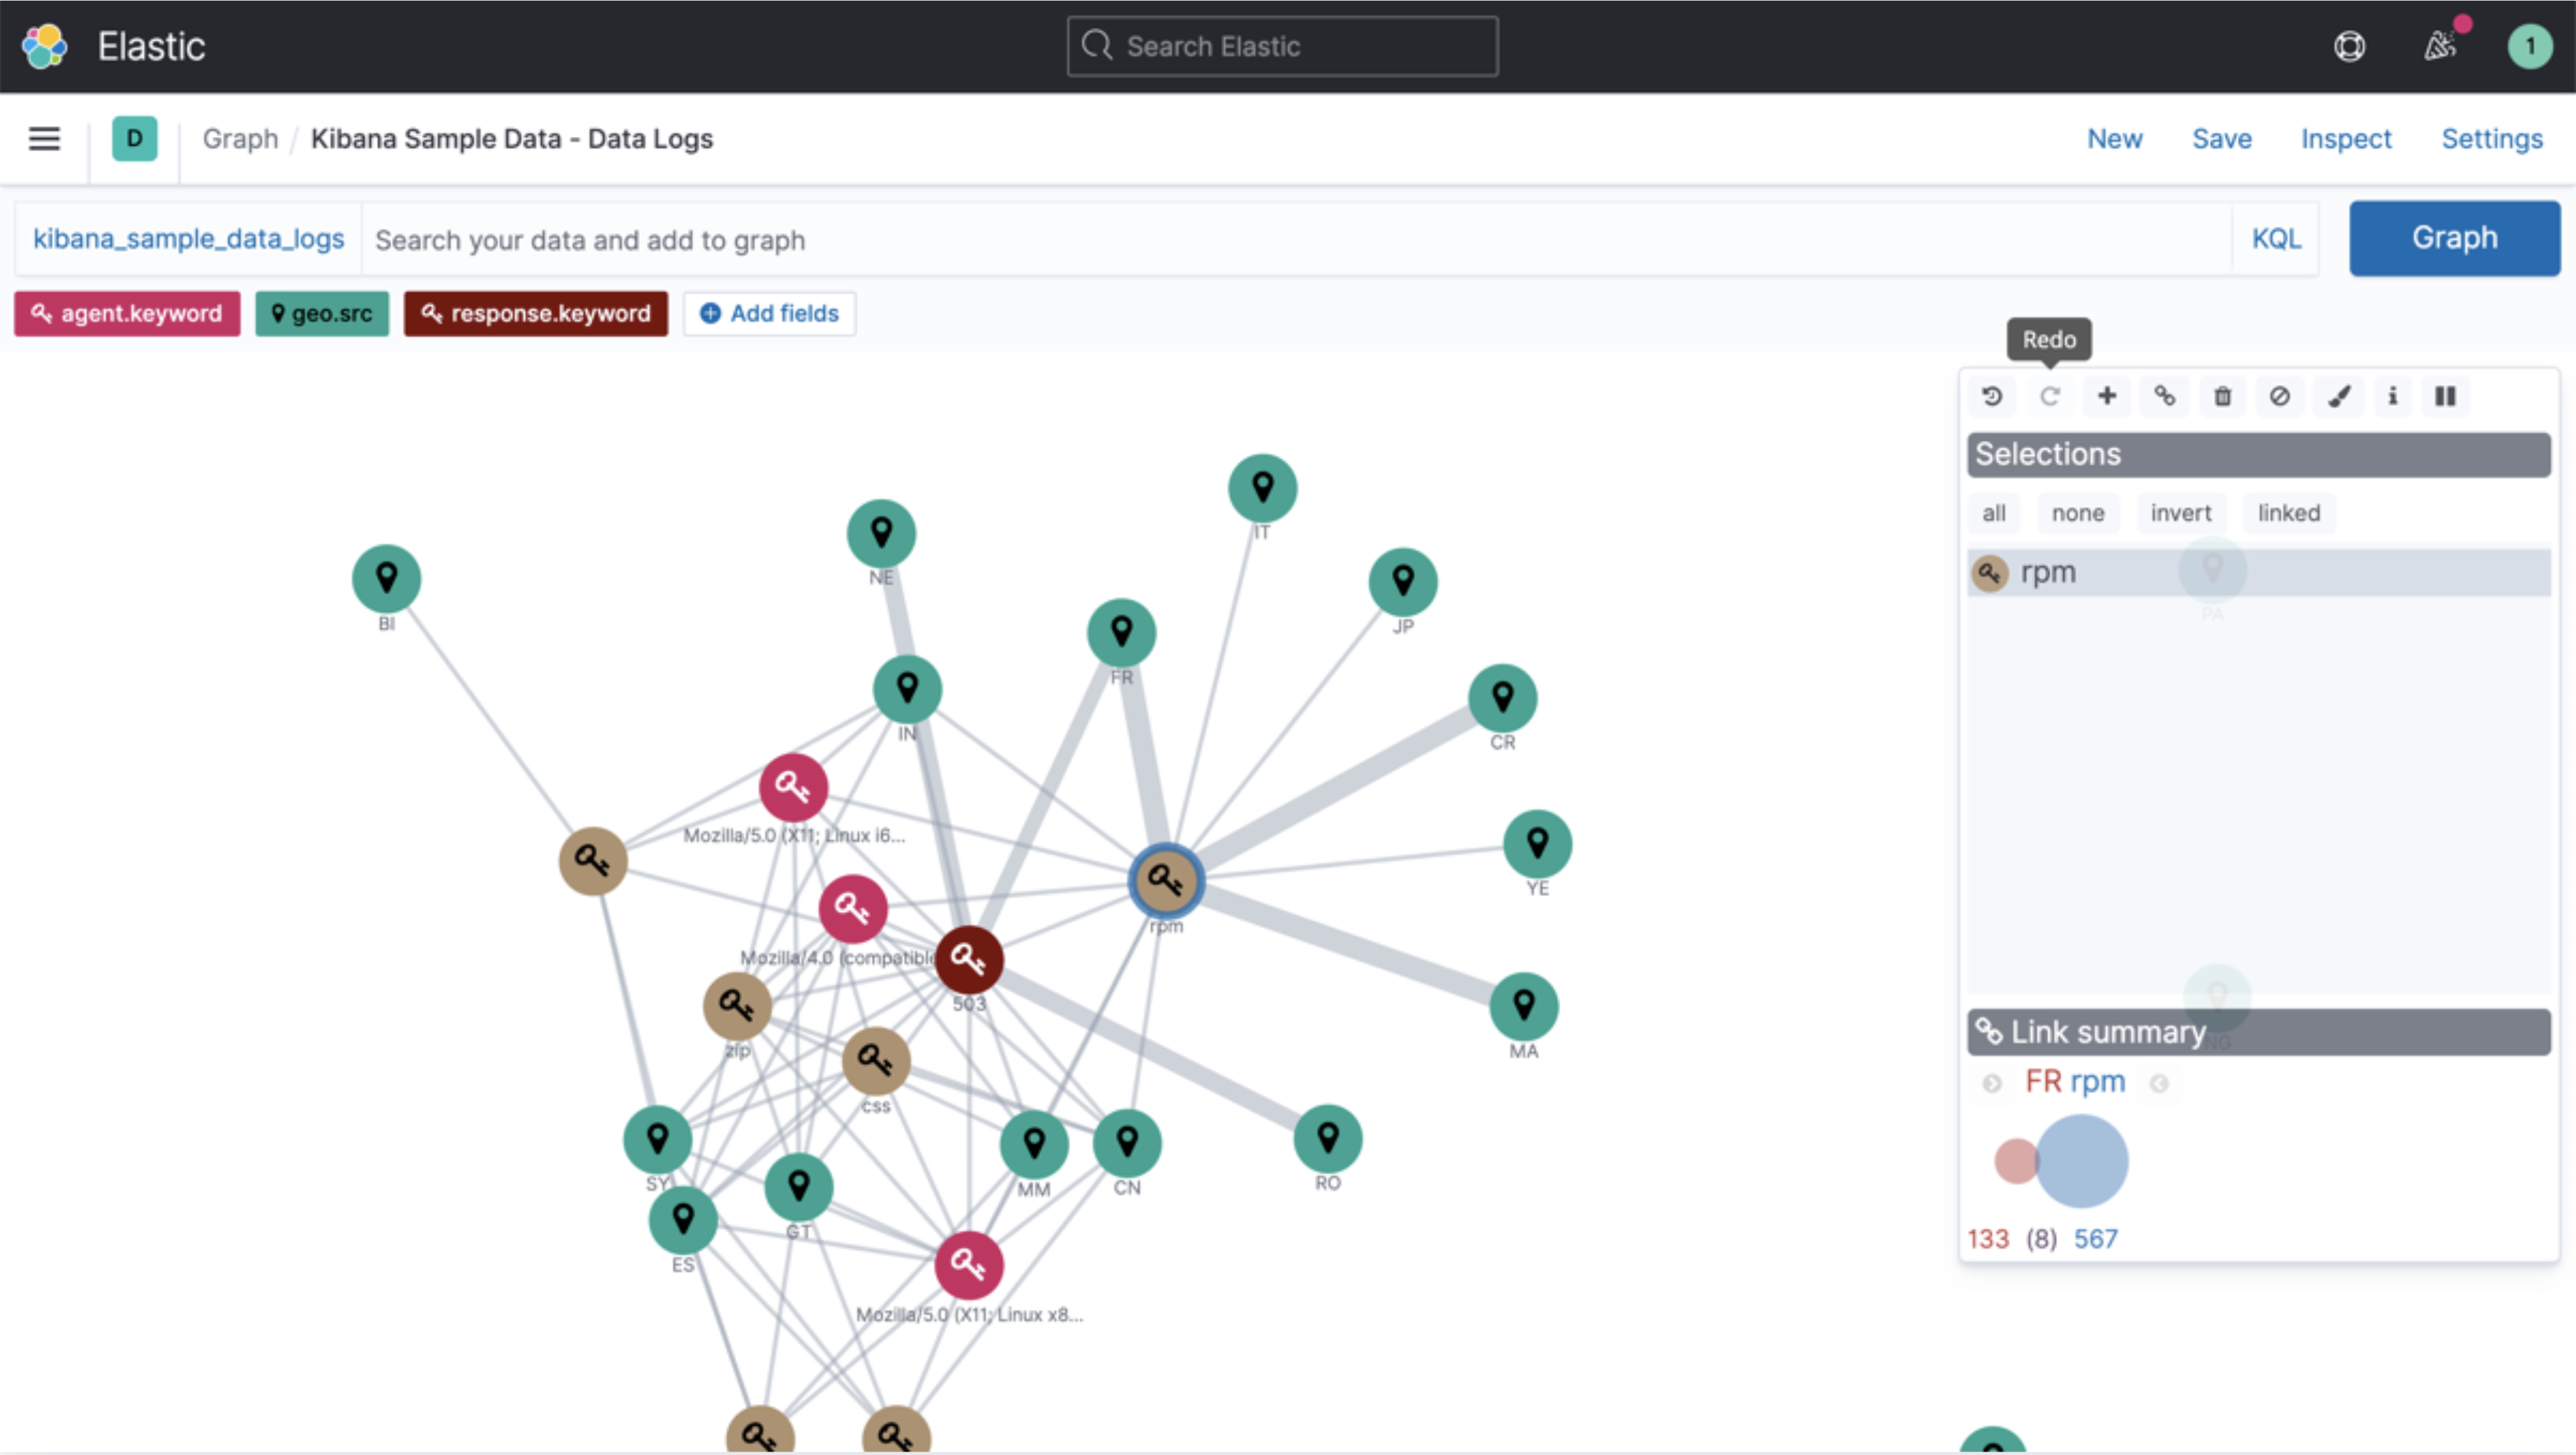 Elastic
Search Elastic
1
D
Graph / Kibana Sample Data - Data Logs
New
Save
Inspect
Settings
kibana_sample_data_logs
Search your data and add to graph
KQL
Graph
agent.keyword
geo.src
response.keyword
Add fields
Redo
Selections
all
none
invert
linked
rpm
PA
IT
NE
JP
BI
FR
IN
CR
Mozilla/5.0 (X11; Linux i6...
YE
rpm
Mozilla/4.0 (compatible
503
zip
MA
css
NG
Link summary
FR rpm
133 (8) 567
SY
MM
CN
RO
GT
ES
Mozilla/5.0 (X11; Linux x8...